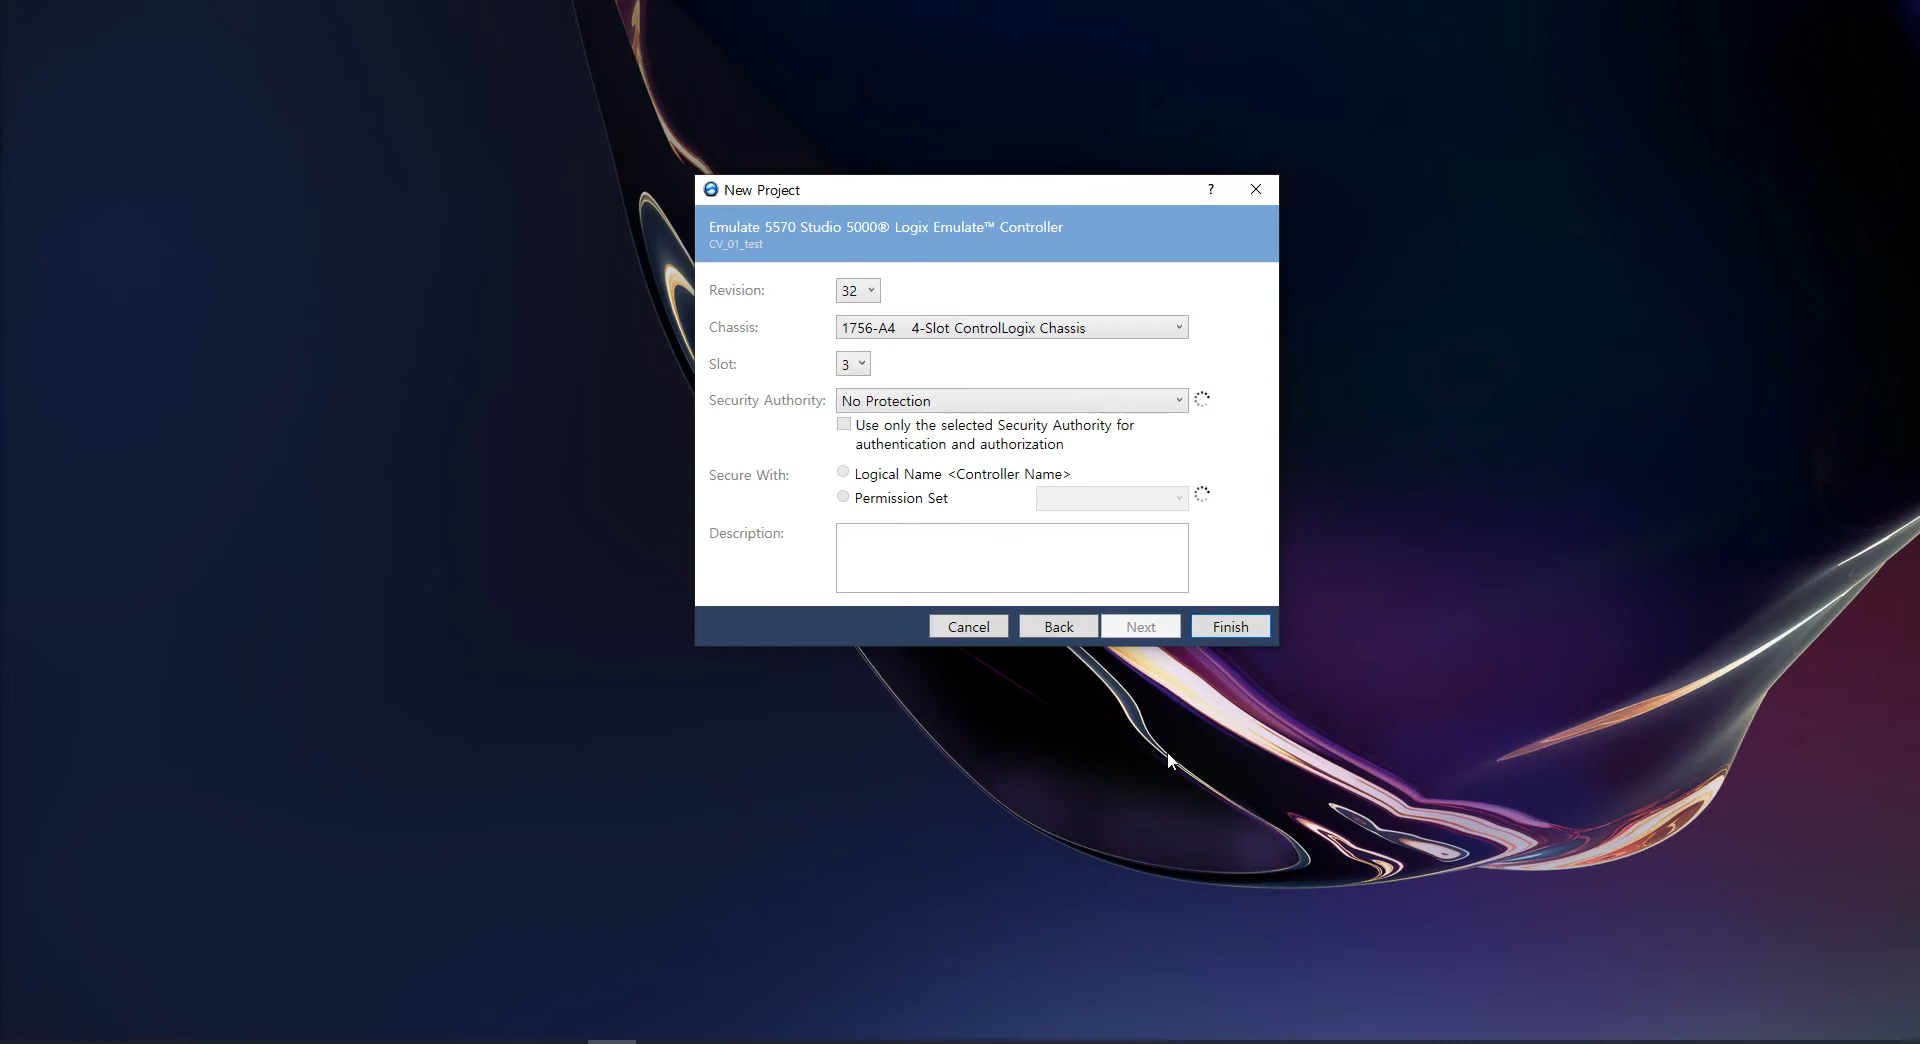 New Project
?
Emulate 5570 Studio 5000® Logix Emulate™ Controller
CV_01_test
Revision: 32
Chassis: 1756-A4 4-Slot ControlLogix Chassis
Slot: 3
Security Authority: No Protection
Use only the selected Security Authority for
authentication and authorization
Secure With: Logical Name <Controller Name>
Permission Set
Description:
Cancel Back Next Finish